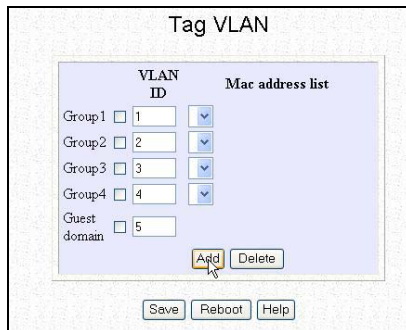 Tag VLAN
VLAN ID
Mac address list
Group1 1
Group2 2
Group3 3
Group4 4
Guest domain 5
Add Delete
Save Reboot Help